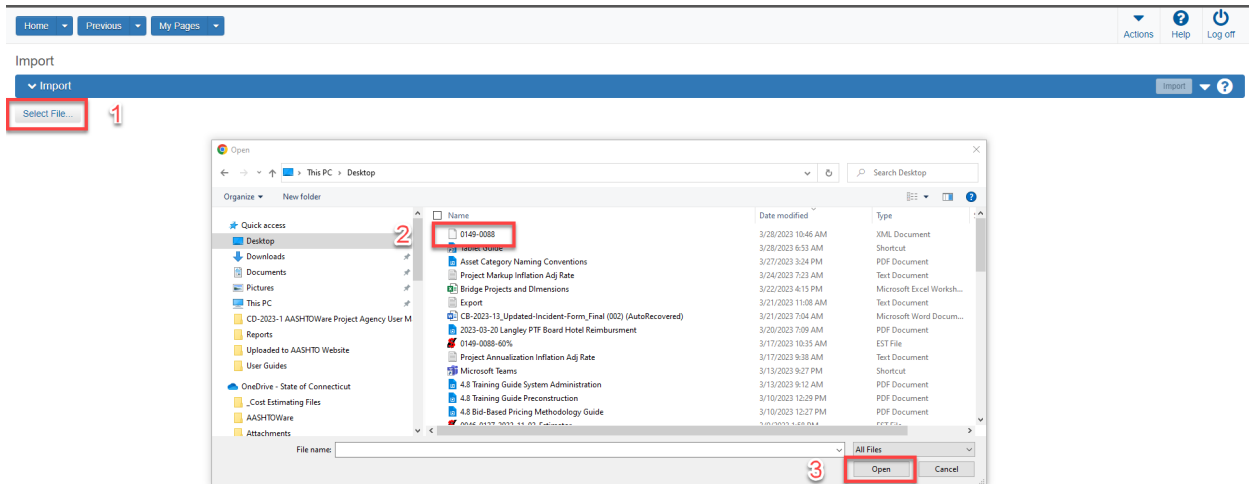 Home Previous My Pages Actions Help Log off
Import
Import Import
Select File... 1
Open
This PC > Desktop Search Desktop
Organize New folder
Name Date modified Type
Quick access
Desktop
Downloads
Documents
Pictures
This PC
CD-2023-1 AASHTOWare Project Agency User M
Reports
Uploaded to AASHTO Website
User Guides
OneDrive - State of Connecticut
_Cost Estimating Files
AASHTOWare
Attachments
2
0149-0088 3/28/2023 10:46 AM XML Document
Tablet Guide 3/28/2023 6:53 AM Shortcut
Asset Category Naming Conventions 3/27/2023 3:24 PM PDF Document
Project Markup Inflation Adj Rate 3/24/2023 7:23 AM Text Document
Bridge Projects and DImensions 3/22/2023 4:15 PM Microsoft Excel Worksh...
Export 3/21/2023 11:08 AM Text Document
CB-2023-13_Updated-Incident-Form_Final (002) (AutoRecovered) 3/21/2023 7:04 AM Microsoft Word Docum...
2023-03-20 Langley PTF Board Hotel Reimbursment 3/20/2023 7:09 AM PDF Document
0149-0088-60% 3/17/2023 10:35 AM EST File
Project Annualization Inflation Adj Rate 3/17/2023 9:38 AM Text Document
Microsoft Teams 3/13/2023 9:27 PM Shortcut
4.8 Training Guide System Administration 3/13/2023 9:12 AM PDF Document
4.8 Training Guide Preconstruction 3/10/2023 12:29 PM PDF Document
4.8 Bid-Based Pricing Methodology Guide 3/10/2023 12:27 PM PDF Document
File name: All Files
3 Open Cancel